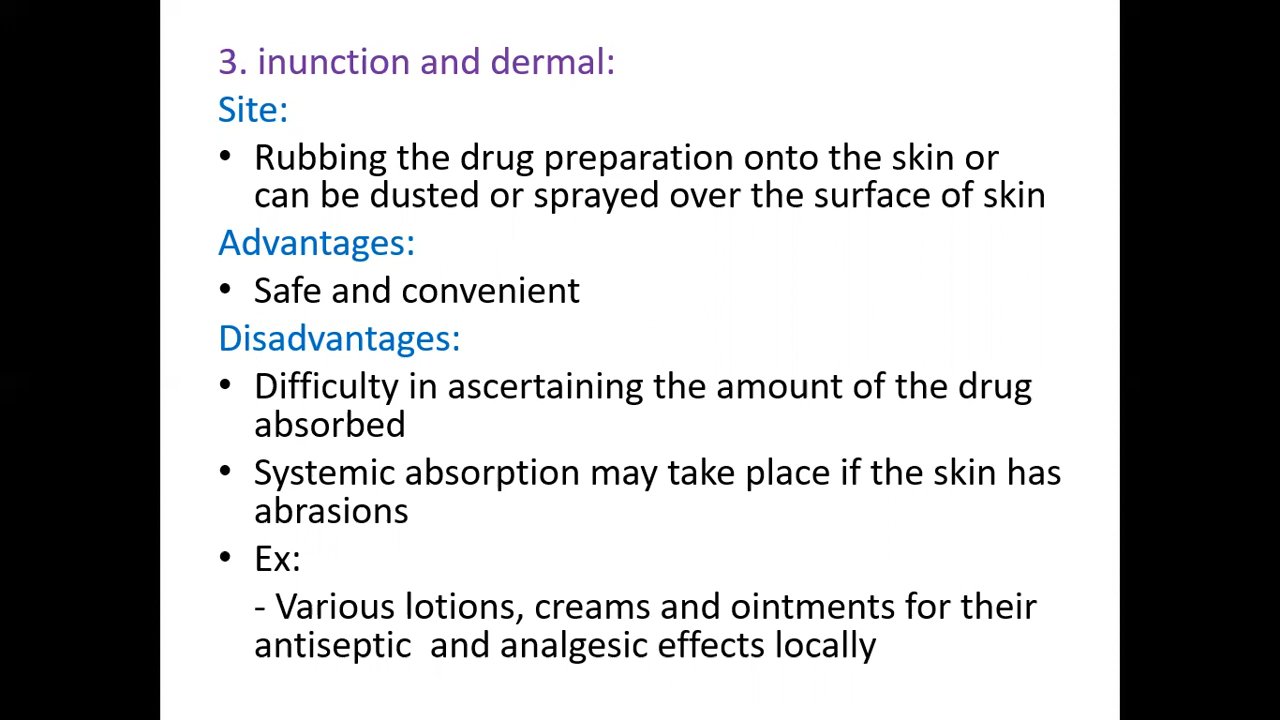 3. inunction and dermal:
Site:
• Rubbing the drug preparation onto the skin or
can be dusted or sprayed over the surface of skin
Advantages:
• Safe and convenient
Disadvantages:
• Difficulty in ascertaining the amount of the drug
absorbed
• Systemic absorption may take place if the skin has
abrasions
• Ex:
- Various lotions, creams and ointments for their
antiseptic  and analgesic effects locally